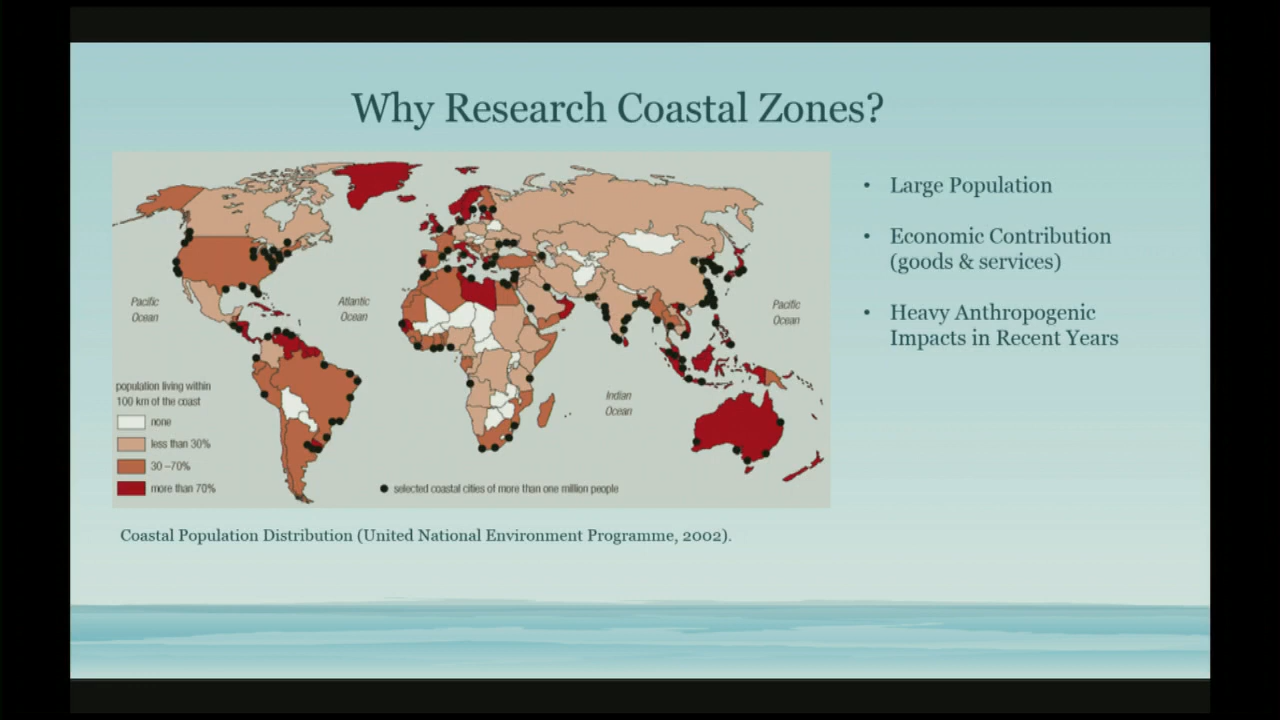 Why Research Coastal Zones?
Pacific
Ocean
Atlantic
Ocean
Pacific
Ocean
Indian
Ocean
population living within
100 km of the coast
none
less than 30%
30 –70%
more than 70%
selected coastal cities of more than one million people
Coastal Population Distribution (United National Environment Programme, 2002).
• Large Population
• Economic Contribution
(goods & services)
• Heavy Anthropogenic
Impacts in Recent Years